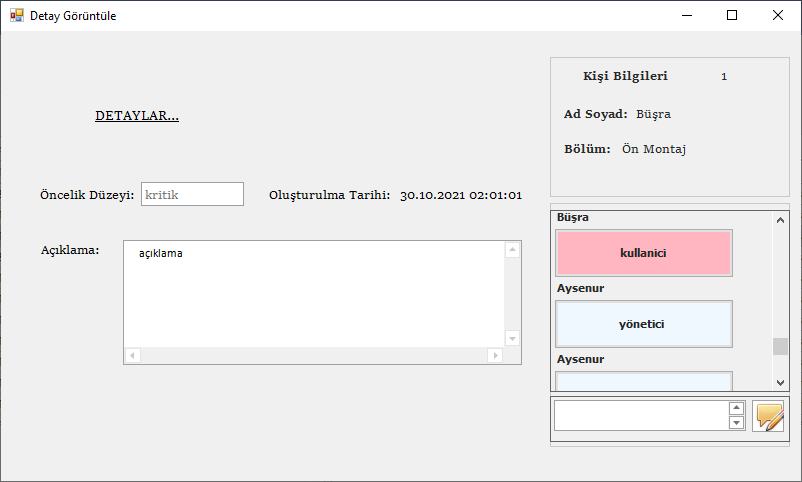 Detay Görüntüle
DETAYLAR...
Öncelik Düzeyi: kritik Oluşturulma Tarihi: 30.10.2021 02:01:01
Açıklama: açıklama
Kişi Bilgileri 1
Ad Soyad: Büşra
Bölüm: Ön Montaj
Büşra
kullanici
Aysenur
yönetici
Aysenur